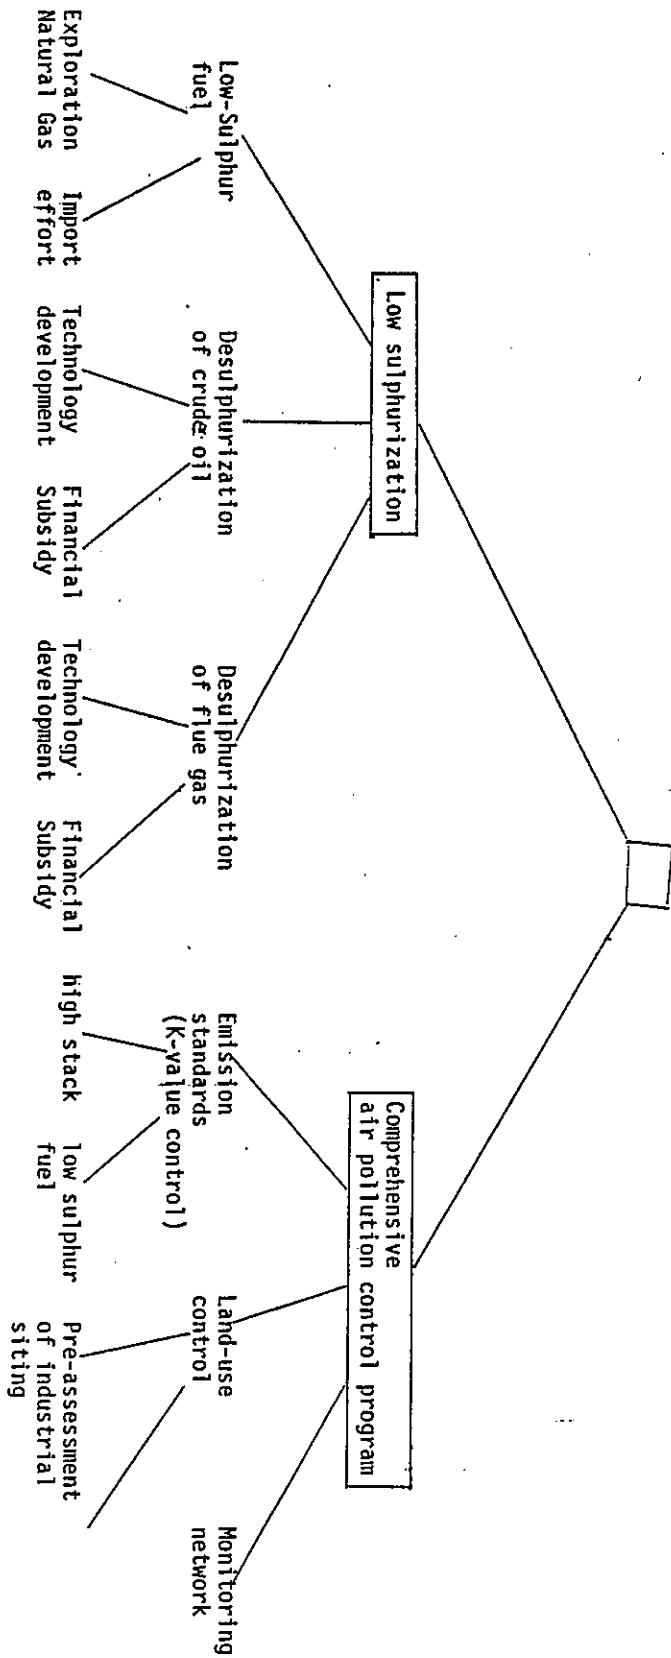 Low sulphurization
Comprehensive
air pollution control program
Low-Sulphur
fuel
Desulphurization
of crude oil
Desulphurization
of flue gas
Emission
standards
(K-value control)
Land-use
control
Monitoring
network
Exploration
Natural Gas
Import
effort
Technology
development
Financial
Subsidy
Technology
development
Financial
Subsidy
high stack
low sulphur
fuel
Pre-assessment
of industrial
siting